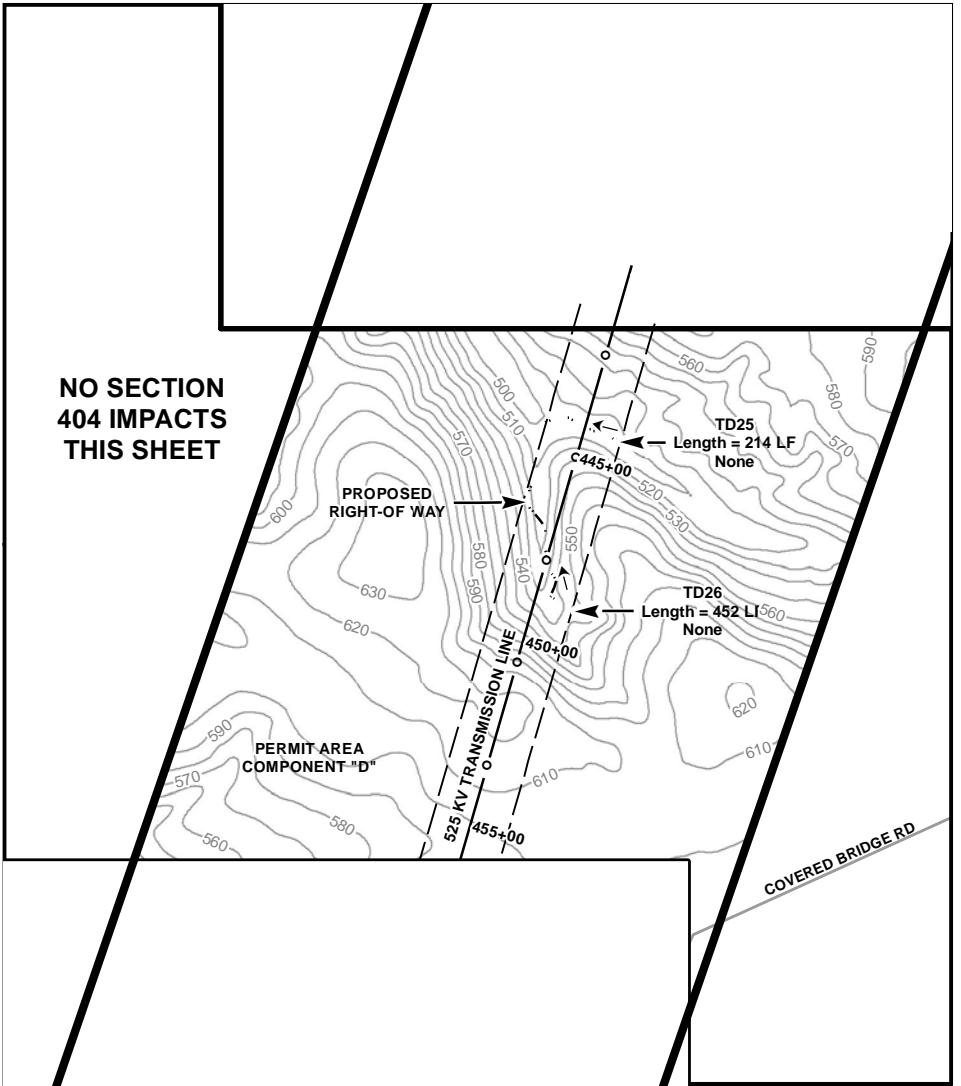 NO SECTION
404 IMPACTS
THIS SHEET
560
590
580
570
500
510
570
TD25
Length = 214 LF
None
445+00
520
530
PROPOSED
RIGHT-OF WAY
600
580
590
540
550
630
620
TD26
Length = 452 LI
None
560
450+00
620
610
590
PERMIT AREA
COMPONENT "D"
570
580
560
610
525 KV TRANSMISSION LINE
455+00
COVERED BRIDGE RD